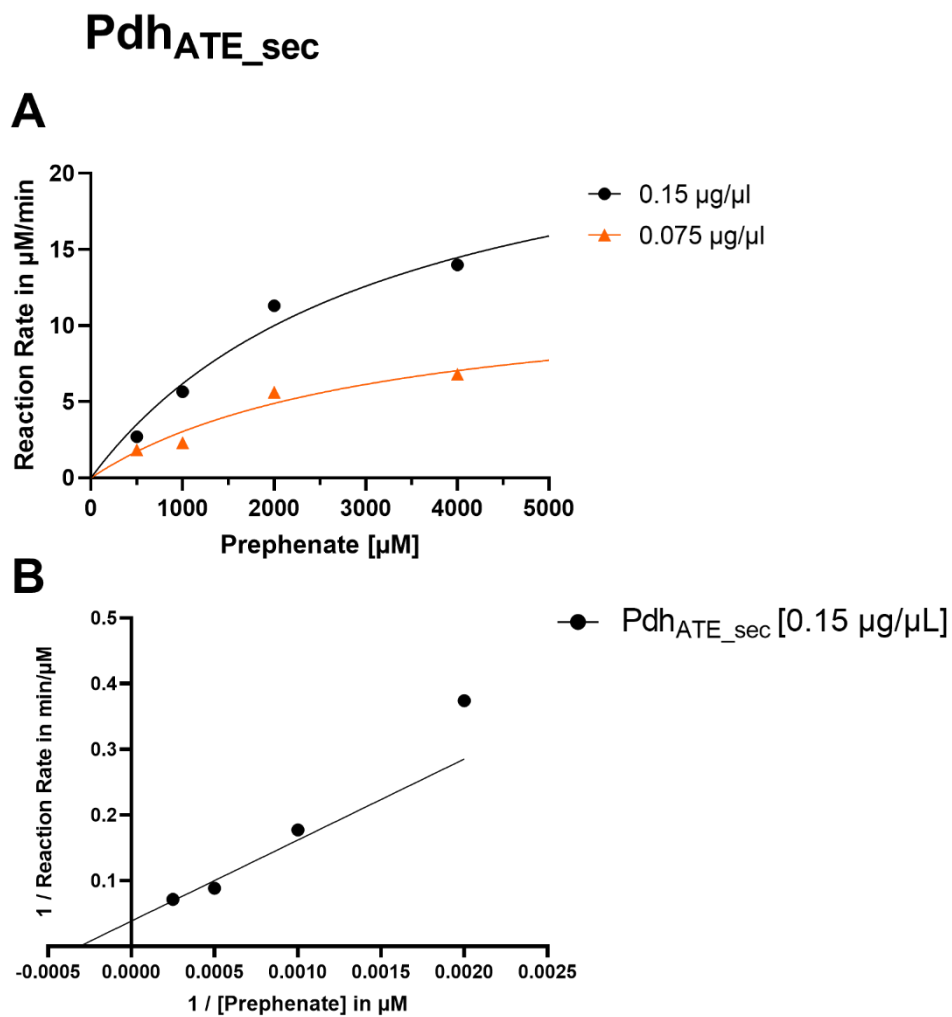 Pdh_ATE_sec
A
20
15
10
5
0
Reaction Rate in µM/min
0 1000 2000 3000 4000 5000
Prephenate [µM]
0.15 µg/µl
0.075 µg/µl
B
0.5
0.4
0.3
0.2
0.1
1 / Reaction Rate in min/µM
-0.0005 0.0000 0.0005 0.0010 0.0015 0.0020 0.0025
1 / [Prephenate] in µM
Pdh_ATE_sec [0.15 µg/µL]